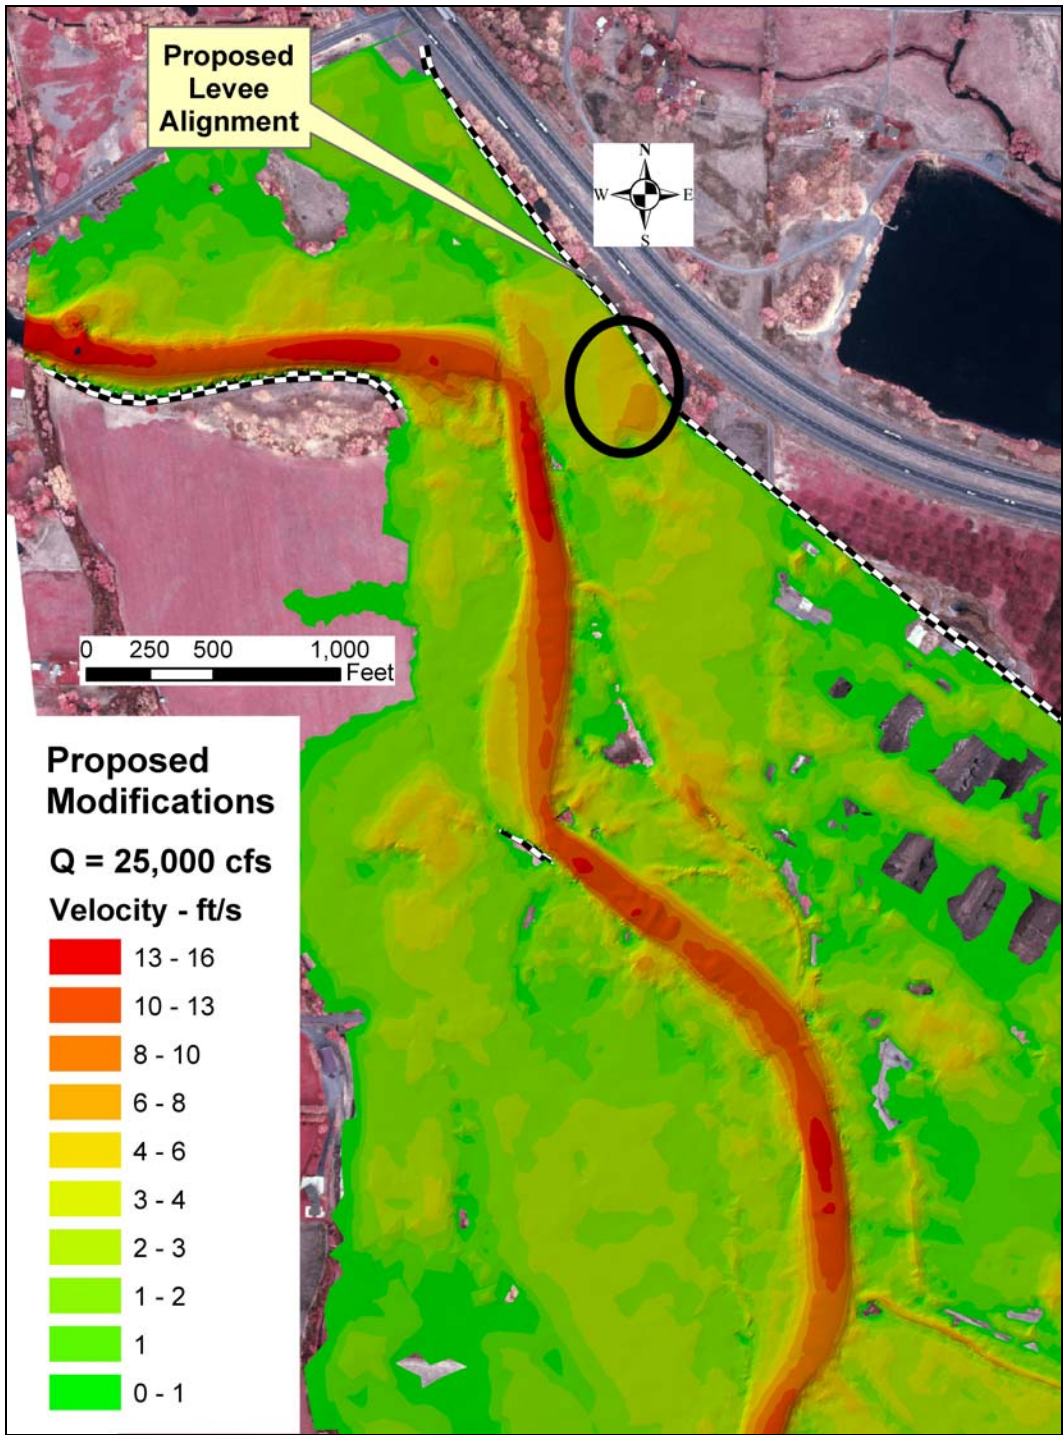 Proposed
Levee
Alignment
N
W E
S
0 250 500 1,000
Feet
Proposed
Modifications
Q = 25,000 cfs
Velocity - ft/s
13 - 16
10 - 13
8 - 10
6 - 8
4 - 6
3 - 4
2 - 3
1 - 2
1
0 - 1